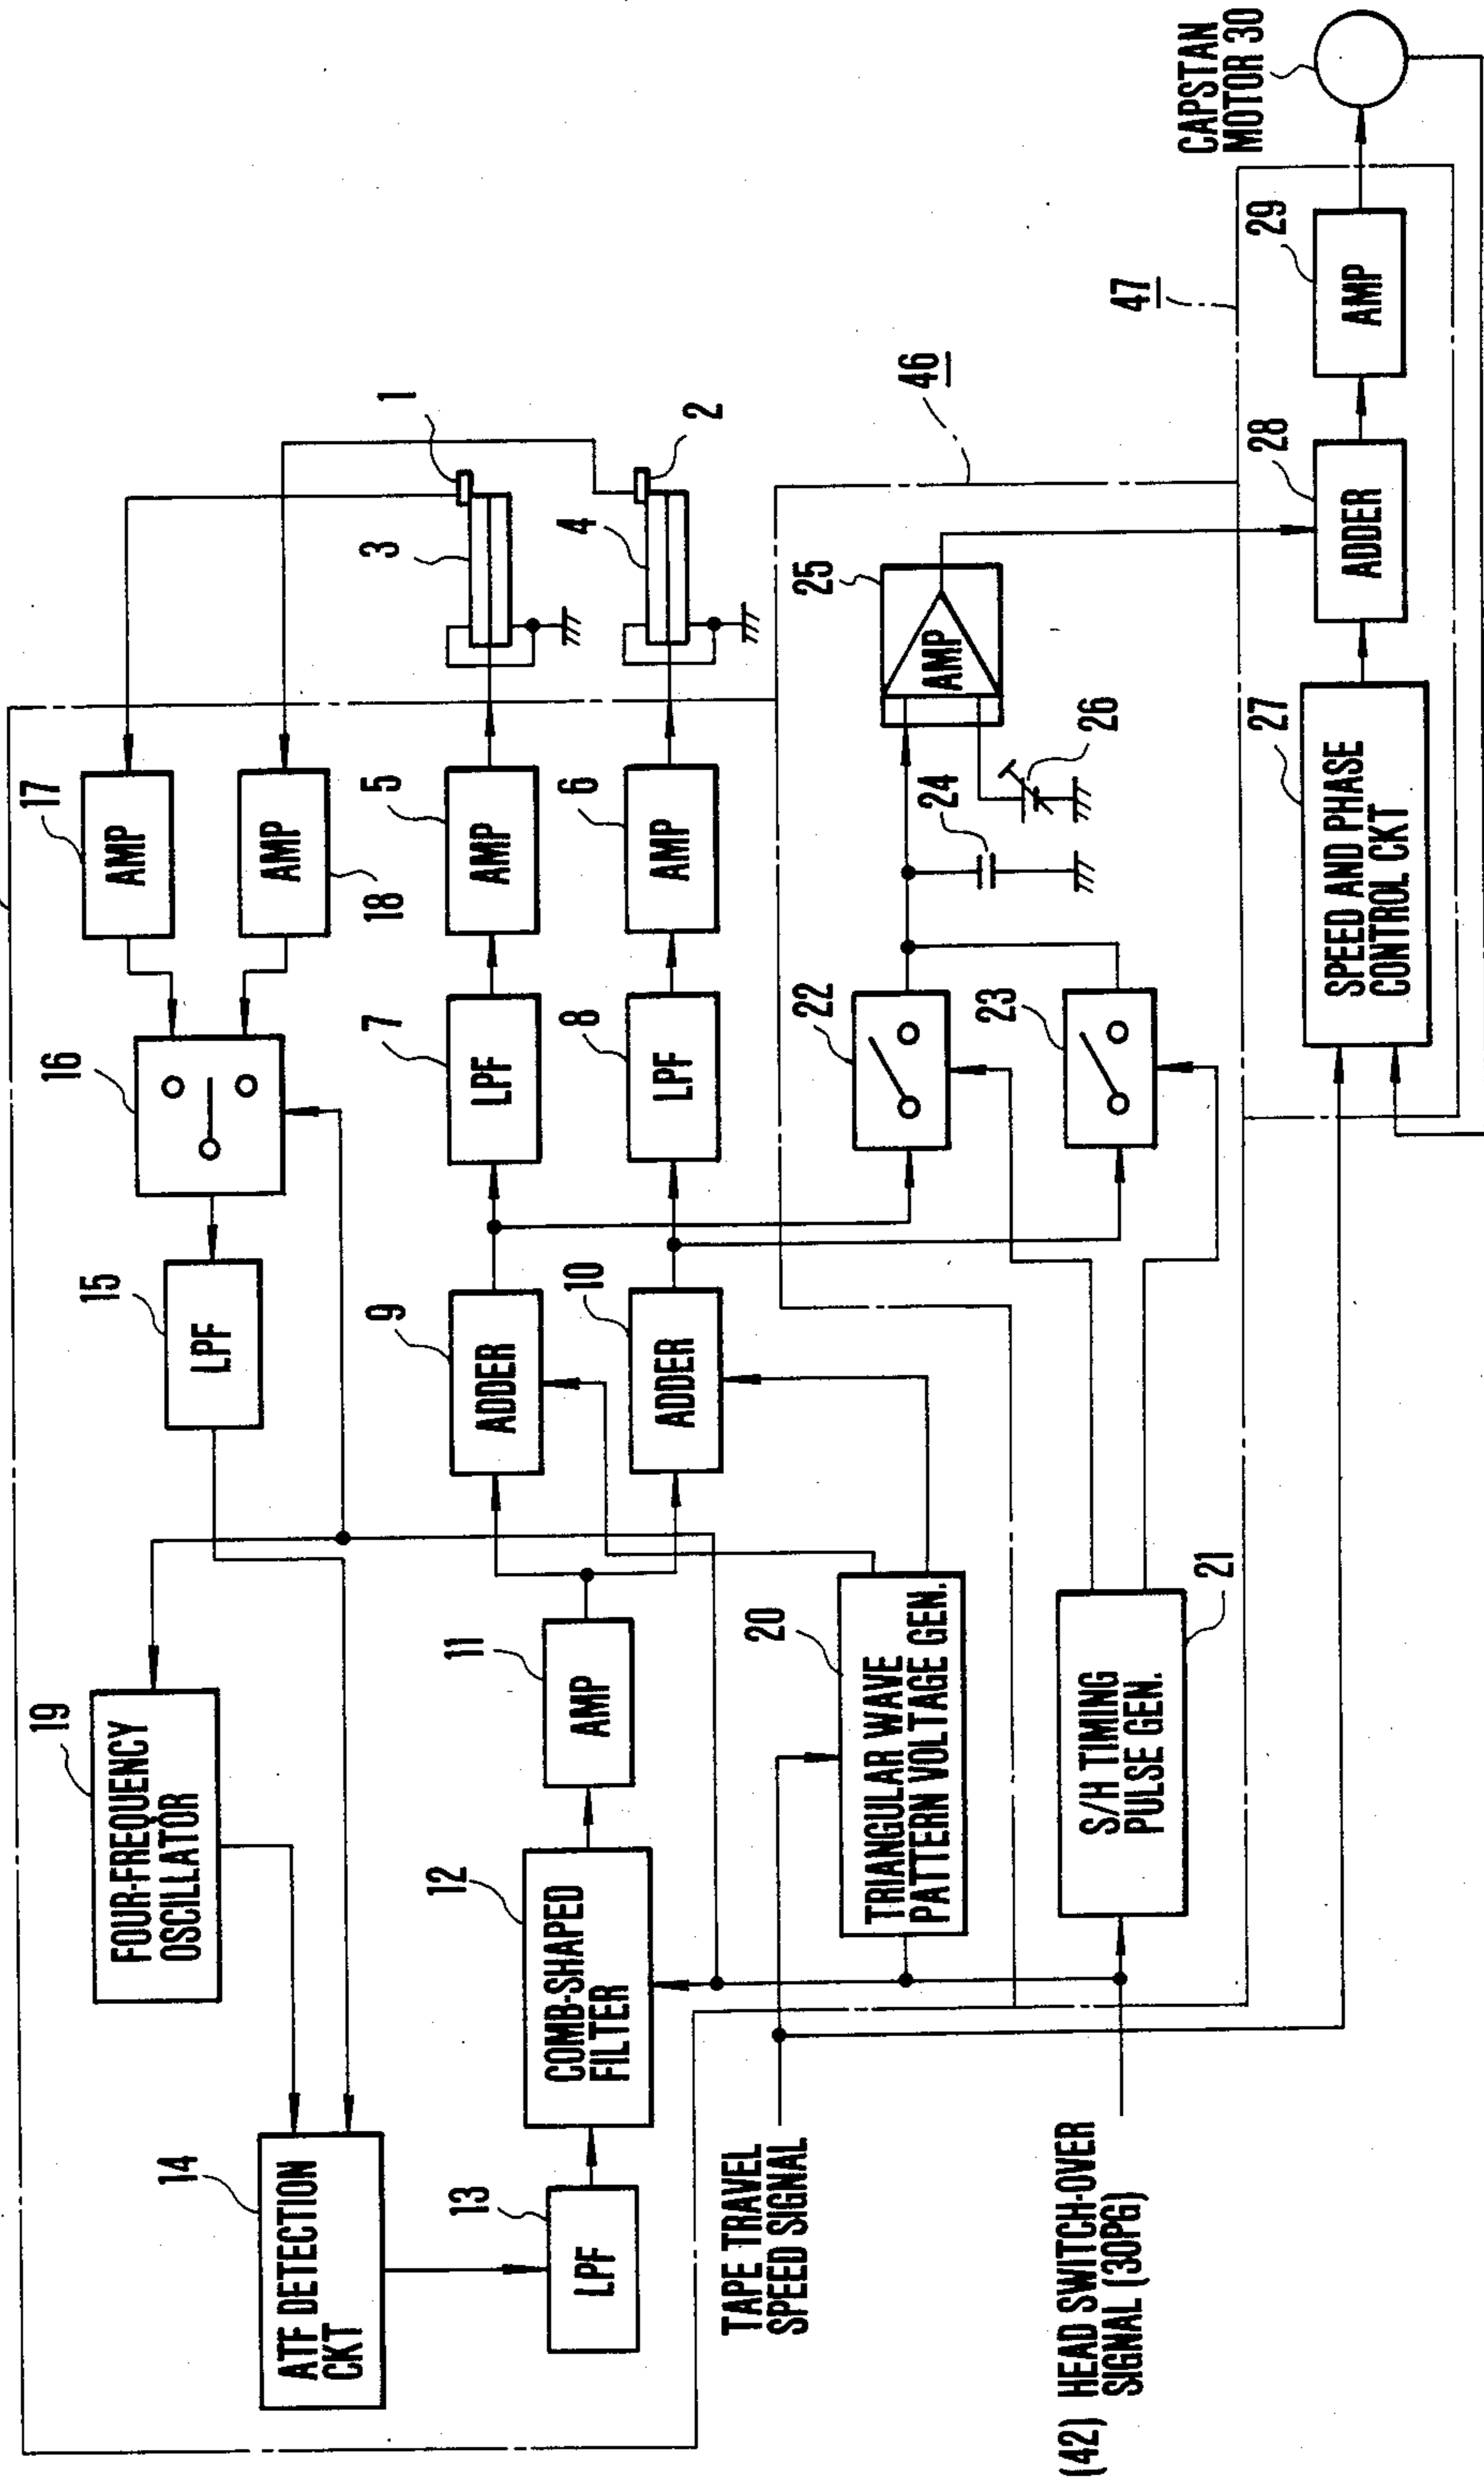 17
AMP
AMP
18
16
15
LPF
19
FOUR-FREQUENCY
OSCILLATOR
14
ATF DETECTION
CKT
1
3
5
AMP
7
LPF
9
ADDER
11
AMP
12
COMB-SHAPED
FILTER
13
LPF
2
4
6
AMP
8
LPF
10
ADDER
20
TRIANGULAR WAVE
PATTERN VOLTAGE GEN.
TAPE TRAVEL
SPEED SIGNAL
46
25
AMP
26
24
22
23
21
S/H TIMING
PULSE GEN.
(42) HEAD SWITCH-OVER
SIGNAL (30PG)
47
CAPSTAN
MOTOR 30
29
AMP
28
ADDER
27
SPEED AND PHASE
CONTROL CKT